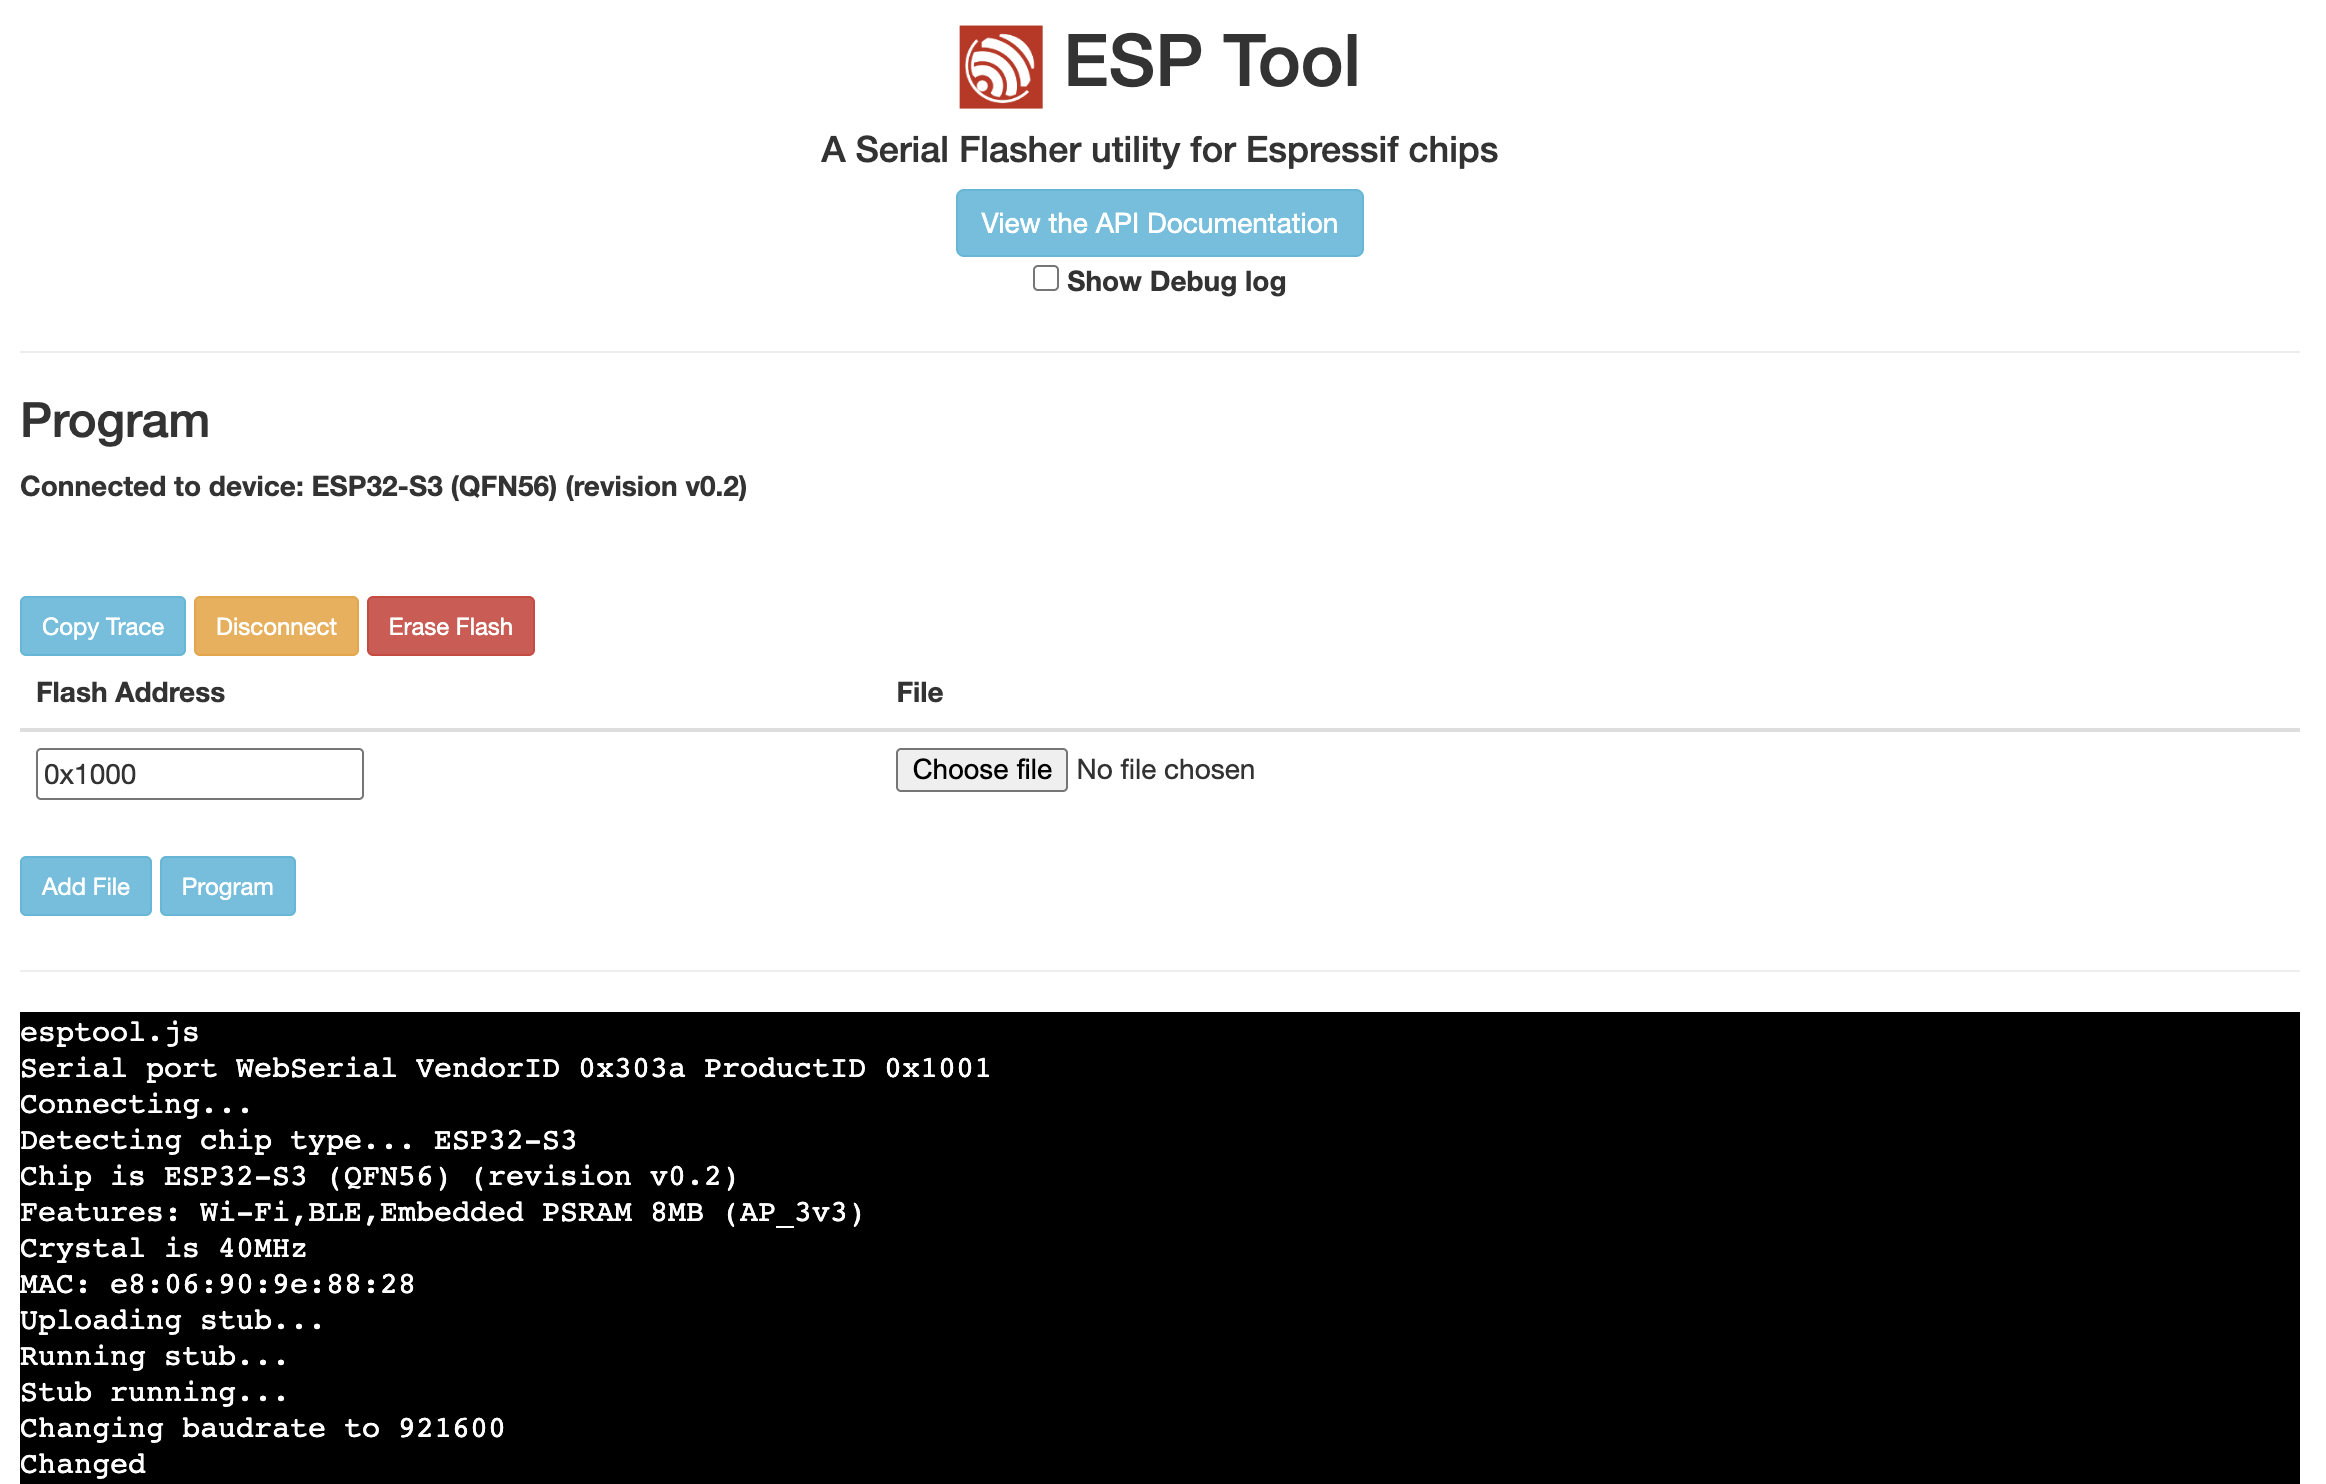 ESP Tool
A Serial Flasher utility for Espressif chips
View the API Documentation
Show Debug log
Program
Connected to device: ESP32-S3 (QFN56) (revision v0.2)
Copy Trace Disconnect Erase Flash
Flash Address File
0x1000 Choose file No file chosen
Add File Program
esptool.js
Serial port WebSerial VendorID 0x303a ProductID 0x1001
Connecting...
Detecting chip type... ESP32-S3
Chip is ESP32-S3 (QFN56) (revision v0.2)
Features: Wi-Fi,BLE,Embedded PSRAM 8MB (AP_3v3)
Crystal is 40MHz
MAC: e8:06:90:9e:88:28
Uploading stub...
Running stub...
Stub running...
Changing baudrate to 921600
Changed